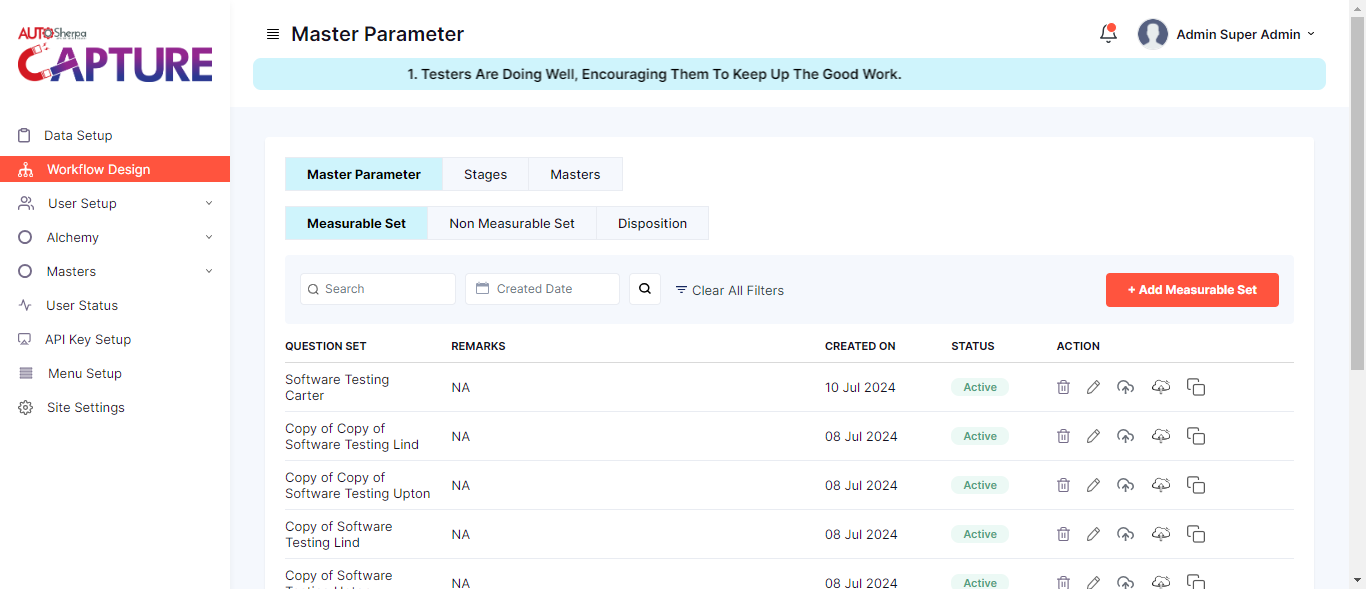 AUTOSherpa
CAPTURE
Master Parameter
Admin Super Admin
1. Testers Are Doing Well, Encouraging Them To Keep Up The Good Work.
Data Setup
Workflow Design
User Setup
Alchemy
Masters
User Status
API Key Setup
Menu Setup
Site Settings
Master Parameter Stages Masters
Measurable Set Non Measurable Set Disposition
Search Created Date Clear All Filters + Add Measurable Set
QUESTION SET REMARKS CREATED ON STATUS ACTION
Software Testing
Carter
NA 10 Jul 2024 Active
Copy of Copy of
Software Testing Lind
NA 08 Jul 2024 Active
Copy of Copy of
Software Testing Upton
NA 08 Jul 2024 Active
Copy of Software
Testing Lind
NA 08 Jul 2024 Active
Copy of Software
NA 08 Jul 2024 Active